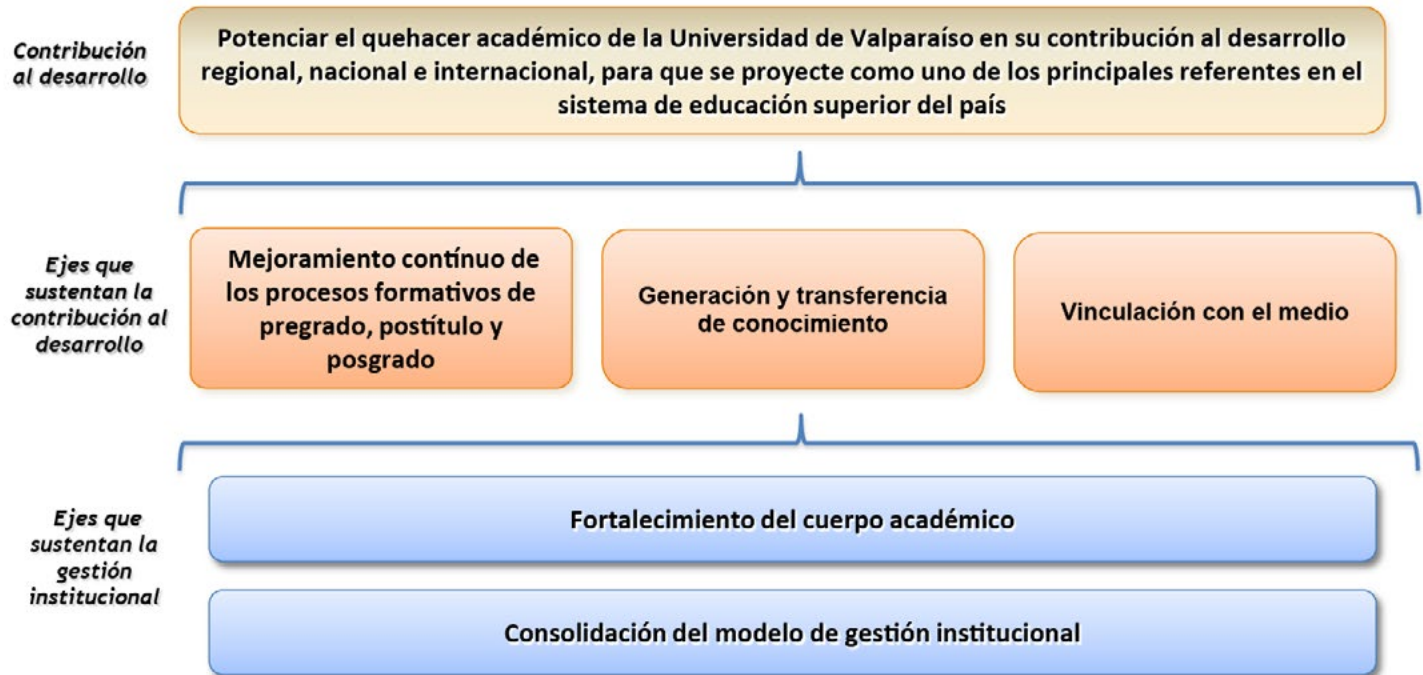 Contribución
al desarrollo
Potenciar el quehacer académico de la Universidad de Valparaíso en su contribución al desarrollo
regional, nacional e internacional, para que se proyecte como uno de los principales referentes en el
sistema de educación superior del país
Ejes que
sustentan la
contribución al
desarrollo
Mejoramiento contínuo de
los procesos formativos de
pregrado, postítulo y
posgrado
Generación y transferencia
de conocimiento
Vinculación con el medio
Ejes que
sustentan la
gestión
institucional
Fortalecimiento del cuerpo académico
Consolidación del modelo de gestión institucional